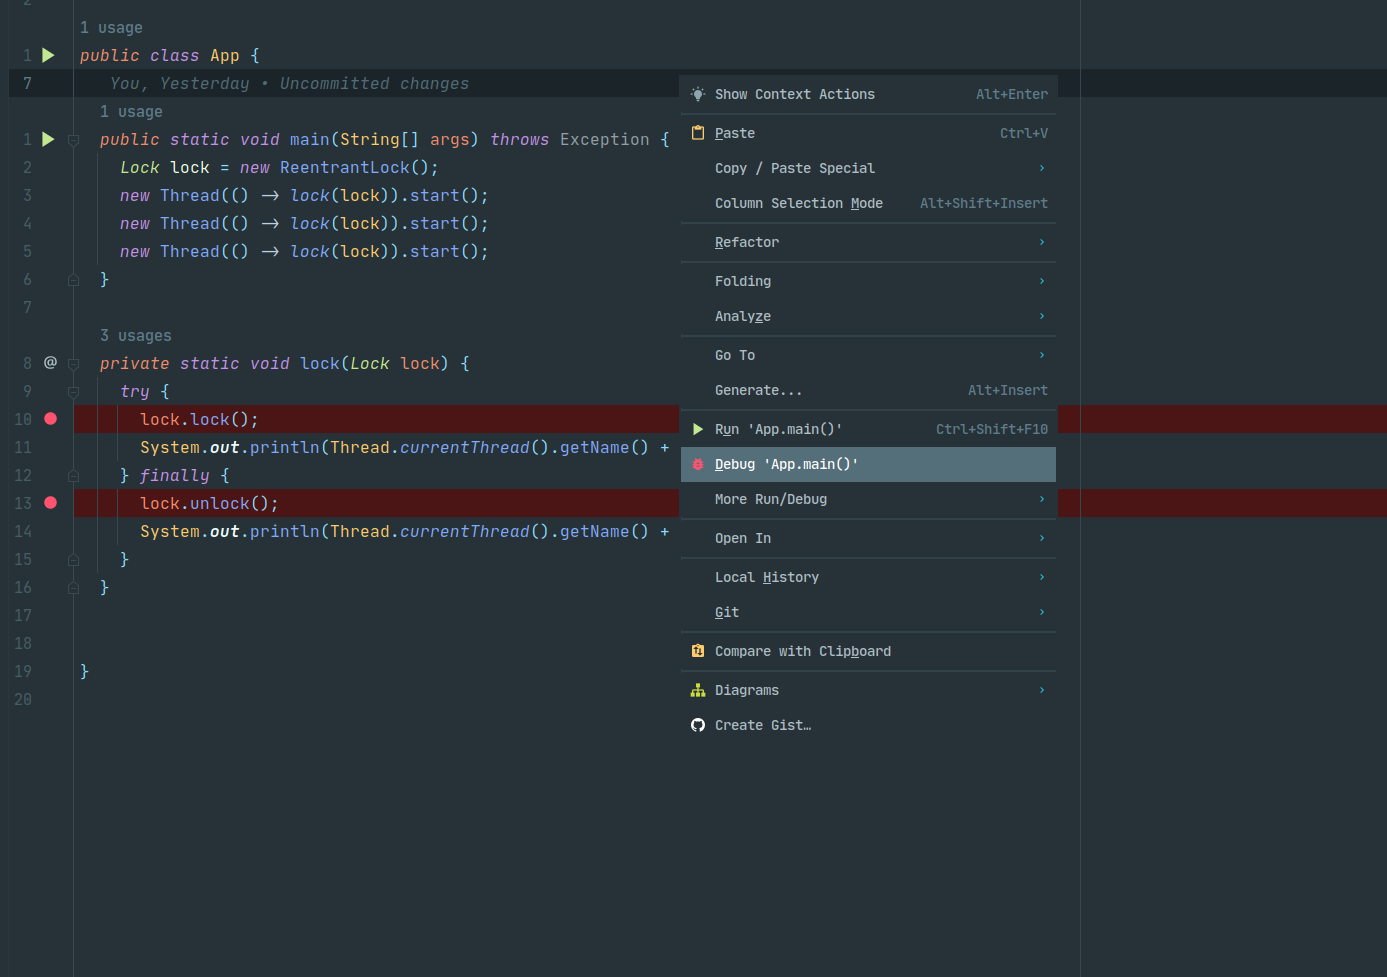 2
1 usage
1 public class App {
7 You, Yesterday • Uncommitted changes
1 usage
1 public static void main(String[] args) throws Exception {
2 Lock lock = new ReentrantLock();
3 new Thread(() -> lock(lock)).start();
4 new Thread(() -> lock(lock)).start();
5 new Thread(() -> lock(lock)).start();
6 }
7
3 usages
8 @ private static void lock(Lock lock) {
9 try {
10 lock.lock();
11 System.out.println(Thread.currentThread().getName() +
12 } finally {
13 lock.unlock();
14 System.out.println(Thread.currentThread().getName() +
15 }
16 }
17
18
19 }
20
Show Context Actions Alt+Enter
Paste Ctrl+V
Copy / Paste Special ›
Column Selection Mode Alt+Shift+Insert
Refactor ›
Folding ›
Analyze ›
Go To ›
Generate... Alt+Insert
Run 'App.main()' Ctrl+Shift+F10
Debug 'App.main()'
More Run/Debug ›
Open In ›
Local History ›
Git ›
Compare with Clipboard
Diagrams ›
Create Gist…